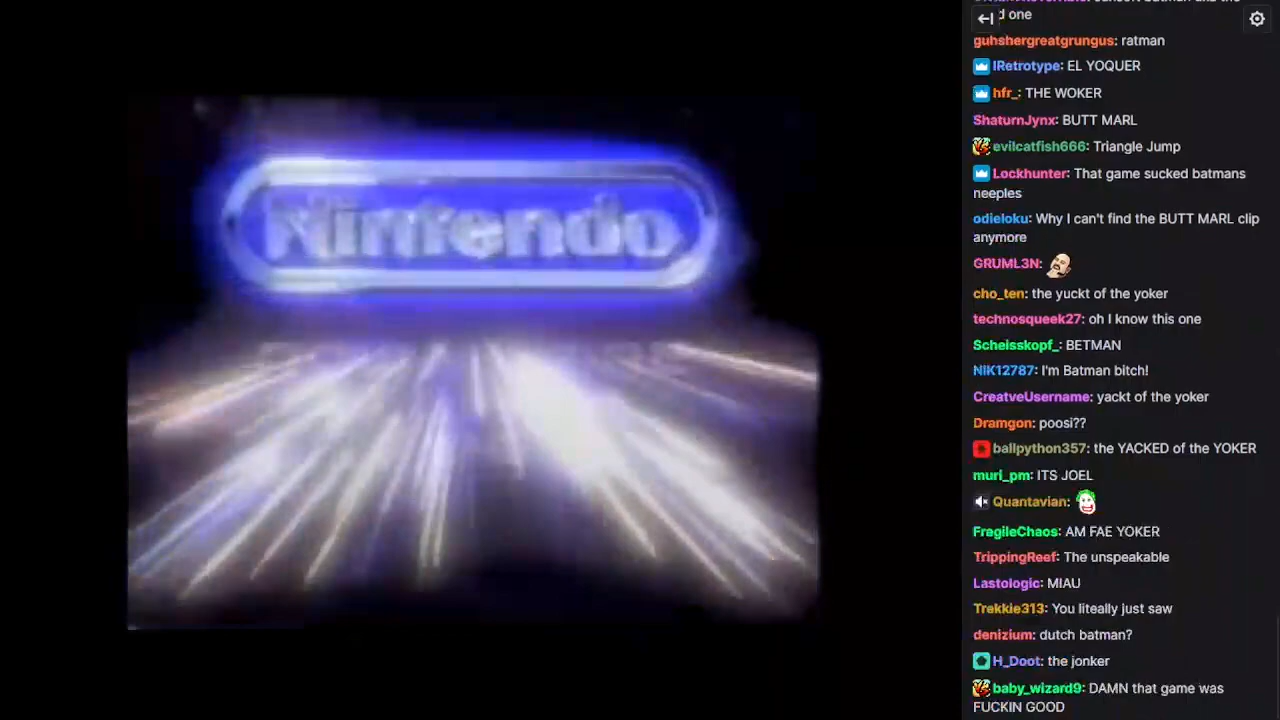 Nintendo
d one
guhshergreatgrungus: ratman
IRetrotype: EL YOQUER
hfr_: THE WOKER
ShaturnJynx: BUTT MARL
evilcatfish666: Triangle Jump
Lockhunter: That game sucked batmans
neeples
odieloku: Why I can't find the BUTT MARL clip
anymore
GRUML3N:
cho_ten: the yuckt of the yoker
technosqueek27: oh I know this one
Scheisskopf_: BETMAN
NiK12787: I'm Batman bitch!
CreatveUsername: yackt of the yoker
Dramgon: poosi??
ballpython357: the YACKED of the YOKER
muri_pm: ITS JOEL
Quantavian:
FragileChaos: AM FAE YOKER
TrippingReef: The unspeakable
Lastologic: MIAU
Trekkie313: You liteally just saw
denizium: dutch batman?
H_Doot: the jonker
baby_wizard9: DAMN that game was
FUCKIN GOOD